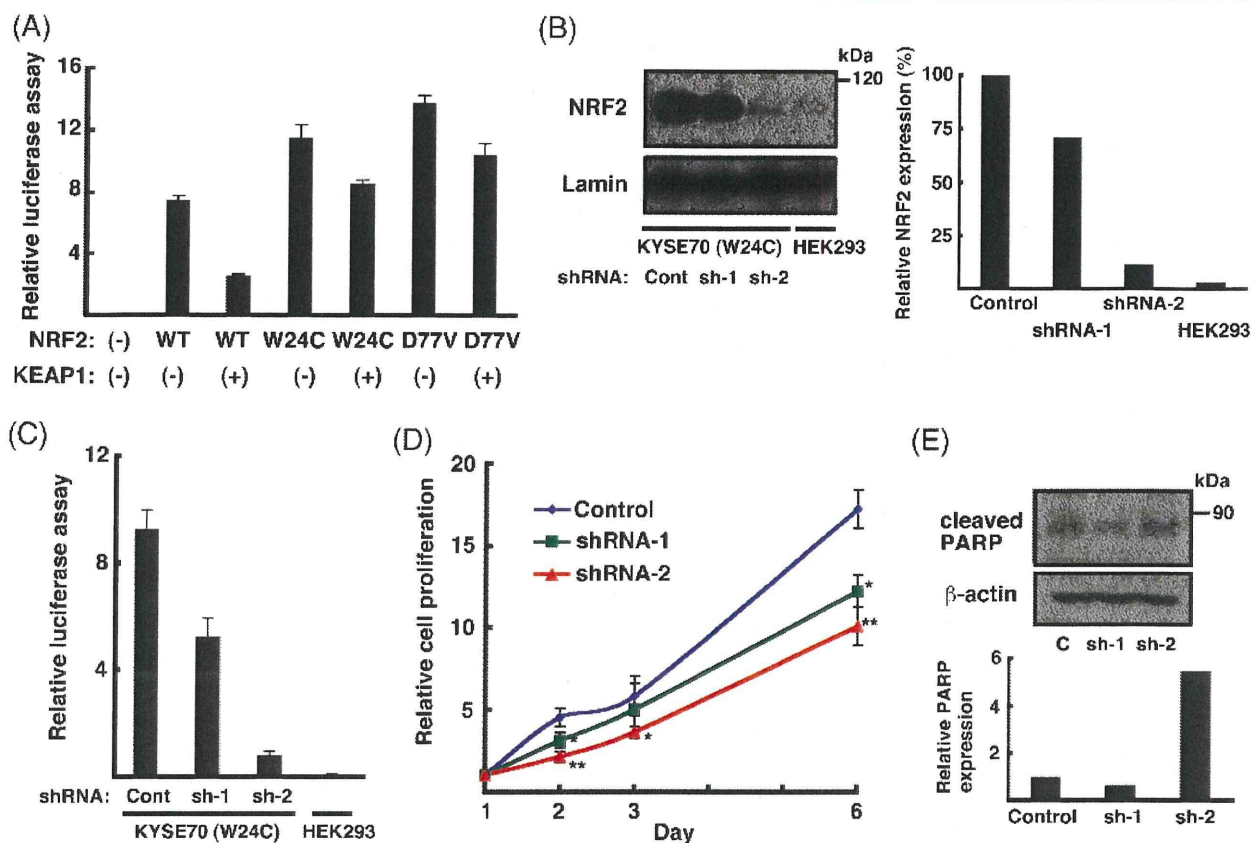 (A)
Relative luciferase assay
16
12
8
4
NRF2: (-) WT WT W24C W24C D77V D77V
KEAP1: (-) (-) (+) (-) (+) (-) (+)
(B)
kDa
120
NRF2
Lamin
KYSE70 (W24C) HEK293
shRNA: Cont sh-1 sh-2
Relative NRF2 expression (%)
100
75
50
25
Control shRNA-2
shRNA-1 HEK293
(C)
Relative luciferase assay
12
8
4
shRNA: Cont sh-1 sh-2
KYSE70 (W24C) HEK293
(D)
Relative cell proliferation
20
15
10
5
Control
shRNA-1
shRNA-2
*
**
*
*
**
1 2 3 6
Day
(E)
kDa
90
cleaved
PARP
β-actin
C sh-1 sh-2
Relative PARP
expression
6
4
2
Control sh-1 sh-2